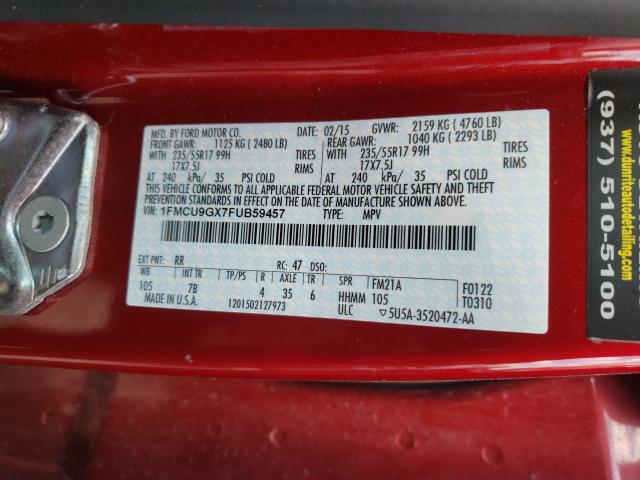 MFD. BY FORD MOTOR CO.
02/15 GVWR: 2159 KG ( 4760 LB)
FRONT GAWR: 1125 KG ( 2480 LB)
REAR GAWR: 1040 KG ( 2293 LB)
WITH 235/55R17 99H TIRES
WITH 235/55R17 99H TIRES
17X7.5J RIMS
17X7.5J RIMS
AT 240 kPa/ 35 PSI COLD
AT 240 kPa/ 35 PSI COLD
THIS VEHICLE CONFORMS TO ALL APPLICABLE FEDERAL MOTOR VEHICLE SAFETY AND THEFT
PREVENTION STANDARDS IN EFFECT ON THE DATE OF MANUFACTURE SHOWN ABOVE.
VIN: 1FMCU9GX7FUB59457
TYPE: MPV
EXT PNT: RR RC: 47 DSO:
WB INT TR TP/PS R AXLE TR SPR
105 7B 4 35 6
FM21A F0122
HHMM 105 T0310
ULC
MADE IN U.S.A. 1201502127973
▽5U5A-3520472-AA
www.dunriteautodetailing.com
(937) 510-5100